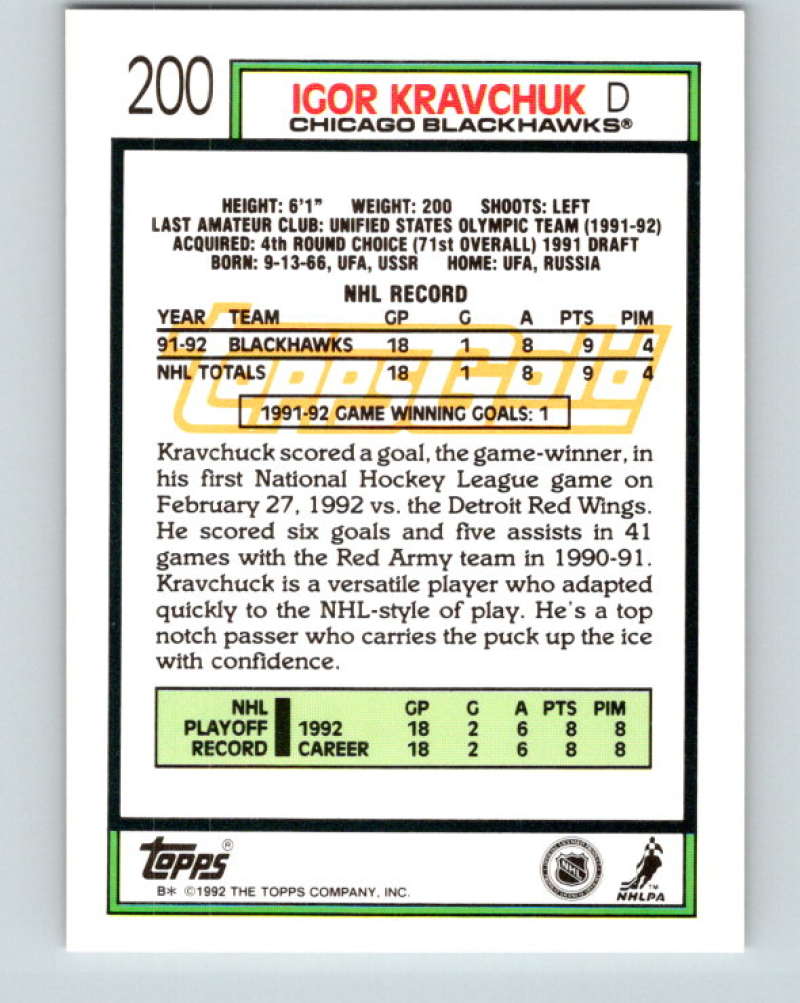 200
IGOR KRAVCHUK D
CHICAGO BLACKHAWKS®
HEIGHT: 6'1" WEIGHT: 200 SHOOTS: LEFT
LAST AMATEUR CLUB: UNIFIED STATES OLYMPIC TEAM (1991-92)
ACQUIRED: 4th ROUND CHOICE (71st OVERALL) 1991 DRAFT
BORN: 9-13-66, UFA, USSR HOME: UFA, RUSSIA
NHL RECORD
YEAR TEAM GP G A PTS PIM
91-92 BLACKHAWKS 18 1 8 9 4
NHL TOTALS 18 1 8 9 4
ToppsGold
1991-92 GAME WINNING GOALS: 1
Kravchuck scored a goal, the game-winner, in
his first National Hockey League game on
February 27, 1992 vs. the Detroit Red Wings.
He scored six goals and five assists in 41
games with the Red Army team in 1990-91.
Kravchuck is a versatile player who adapted
quickly to the NHL-style of play. He's a top
notch passer who carries the puck up the ice
with confidence.
NHL GP G A PTS PIM
PLAYOFF 1992 18 2 6 8 8
RECORD CAREER 18 2 6 8 8
TOPPS®
B* ©1992 THE TOPPS COMPANY, INC.
NHL
™
NHLPA